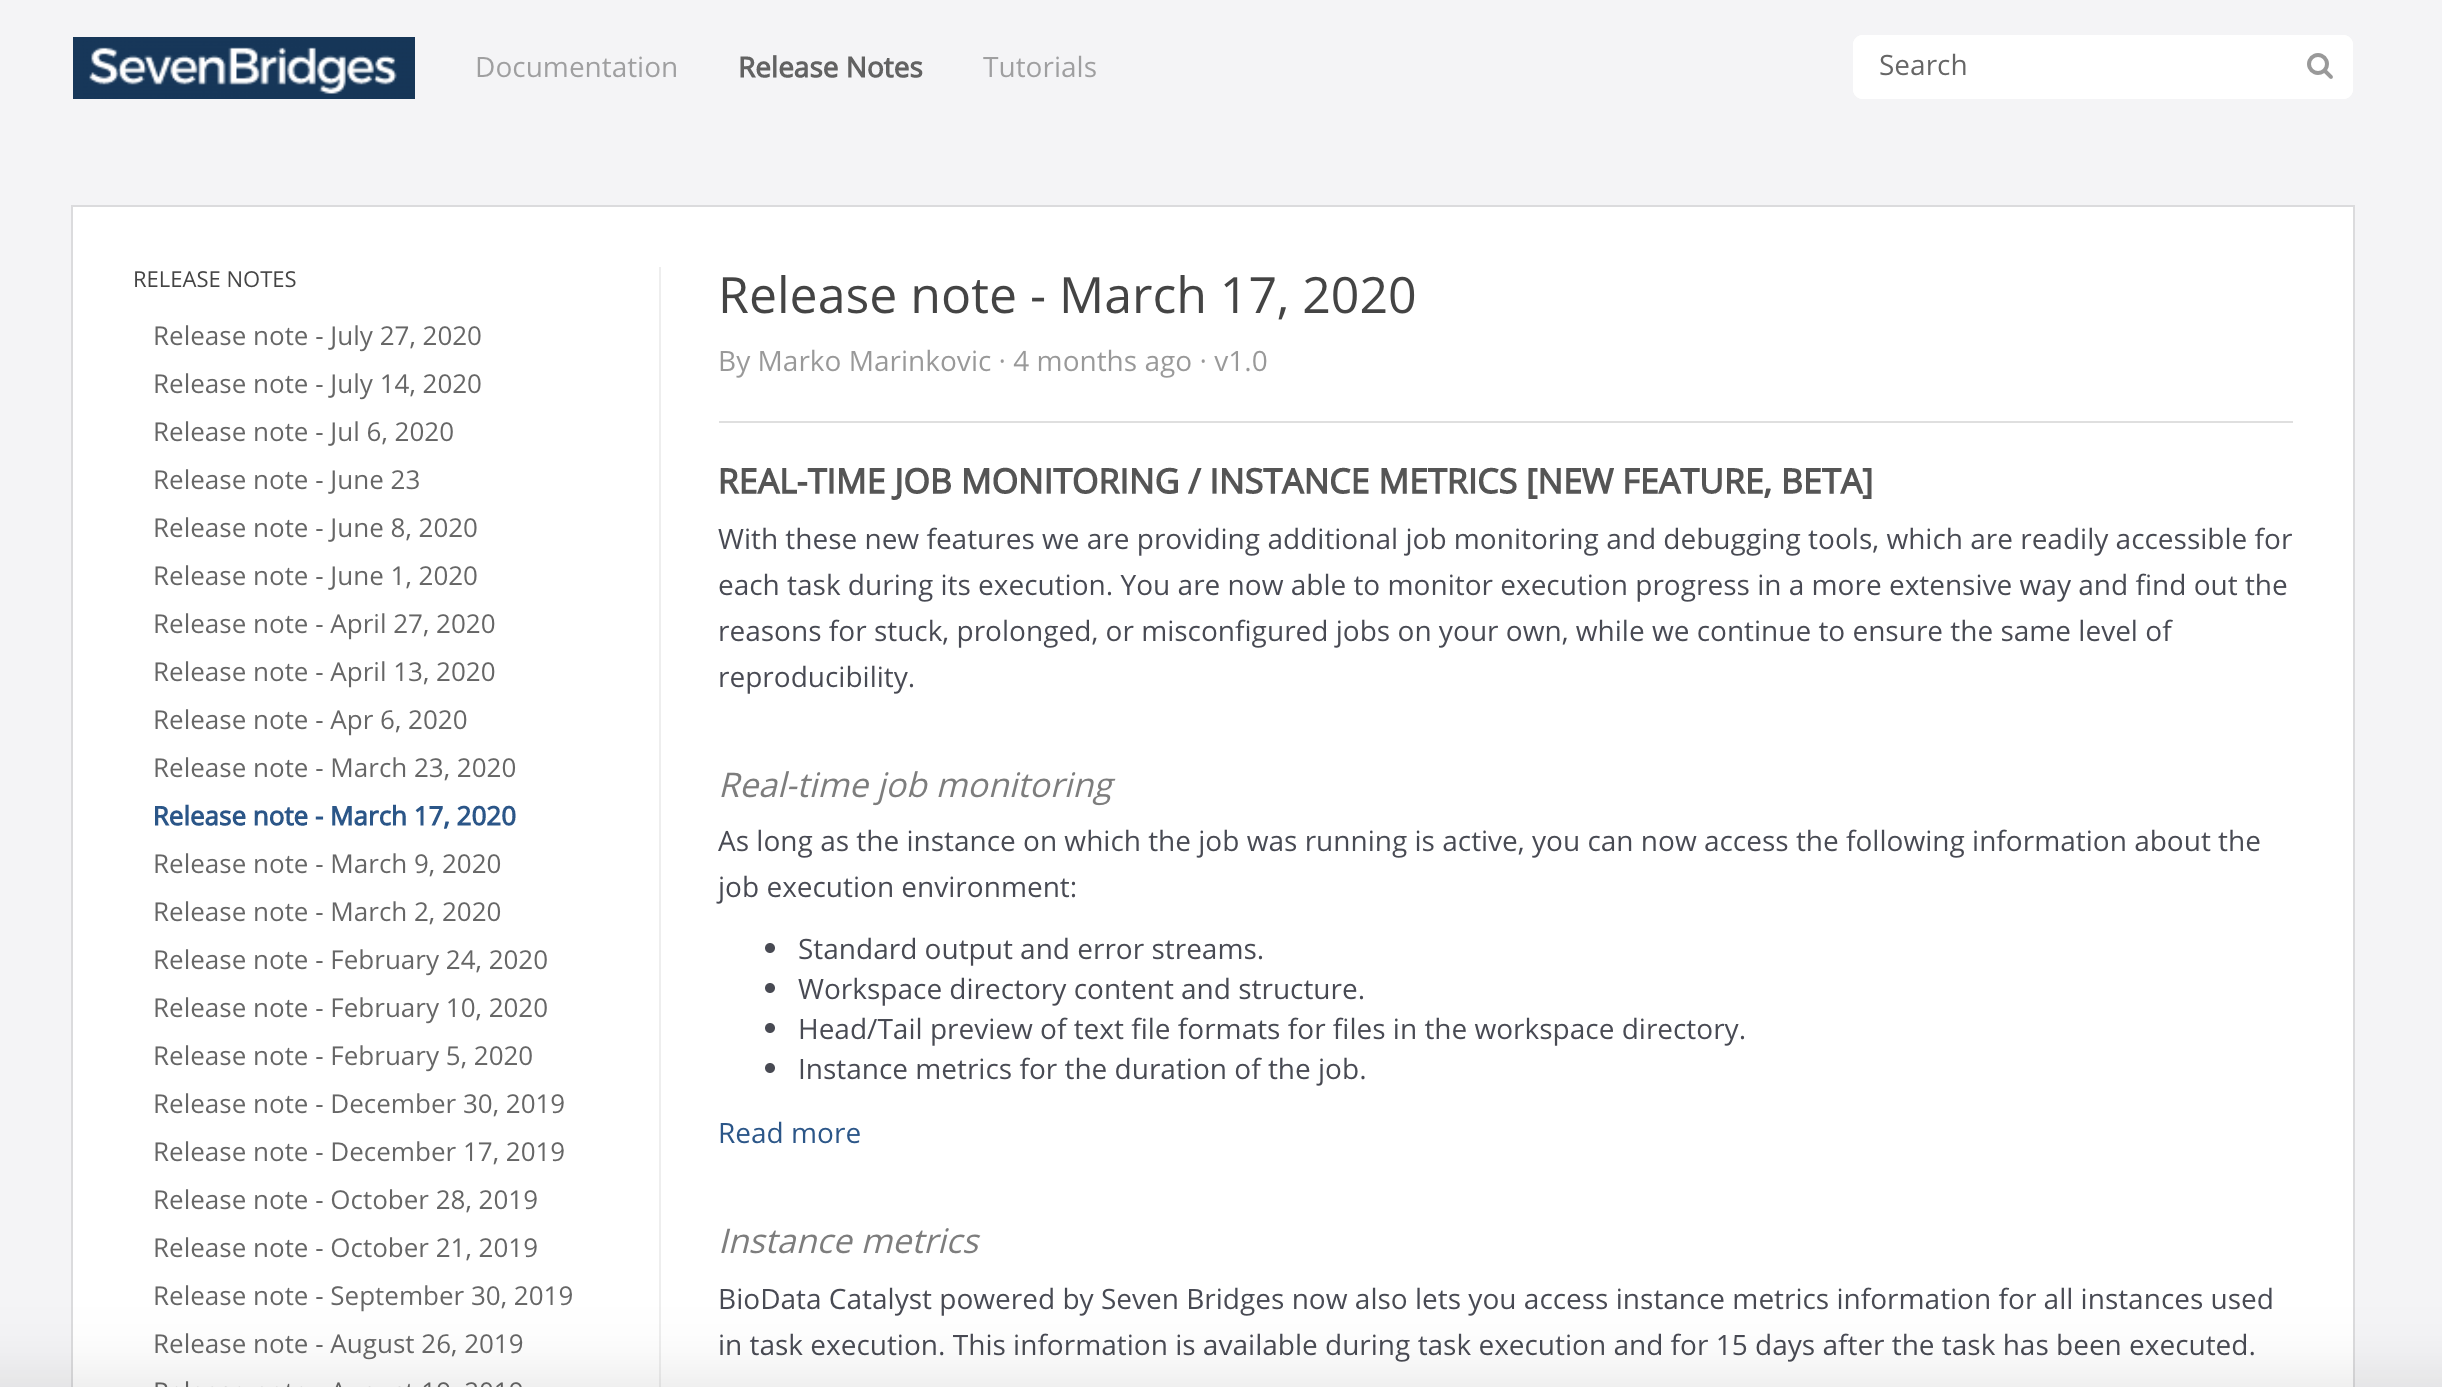 SevenBridges
Documentation
Release Notes
Tutorials
Search
RELEASE NOTES
Release note - July 27, 2020
Release note - July 14, 2020
Release note - Jul 6, 2020
Release note - June 23
Release note - June 8, 2020
Release note - June 1, 2020
Release note - April 27, 2020
Release note - April 13, 2020
Release note - Apr 6, 2020
Release note - March 23, 2020
Release note - March 17, 2020
Release note - March 9, 2020
Release note - March 2, 2020
Release note - February 24, 2020
Release note - February 10, 2020
Release note - February 5, 2020
Release note - December 30, 2019
Release note - December 17, 2019
Release note - October 28, 2019
Release note - October 21, 2019
Release note - September 30, 2019
Release note - August 26, 2019
Release note - March 17, 2020
By Marko Marinkovic · 4 months ago · v1.0
REAL-TIME JOB MONITORING / INSTANCE METRICS [NEW FEATURE, BETA]
With these new features we are providing additional job monitoring and debugging tools, which are readily accessible for
each task during its execution. You are now able to monitor execution progress in a more extensive way and find out the
reasons for stuck, prolonged, or misconfigured jobs on your own, while we continue to ensure the same level of
reproducibility.
Real-time job monitoring
As long as the instance on which the job was running is active, you can now access the following information about the
job execution environment:
• Standard output and error streams.
• Workspace directory content and structure.
• Head/Tail preview of text file formats for files in the workspace directory.
• Instance metrics for the duration of the job.
Read more
Instance metrics
BioData Catalyst powered by Seven Bridges now also lets you access instance metrics information for all instances used
in task execution. This information is available during task execution and for 15 days after the task has been executed.